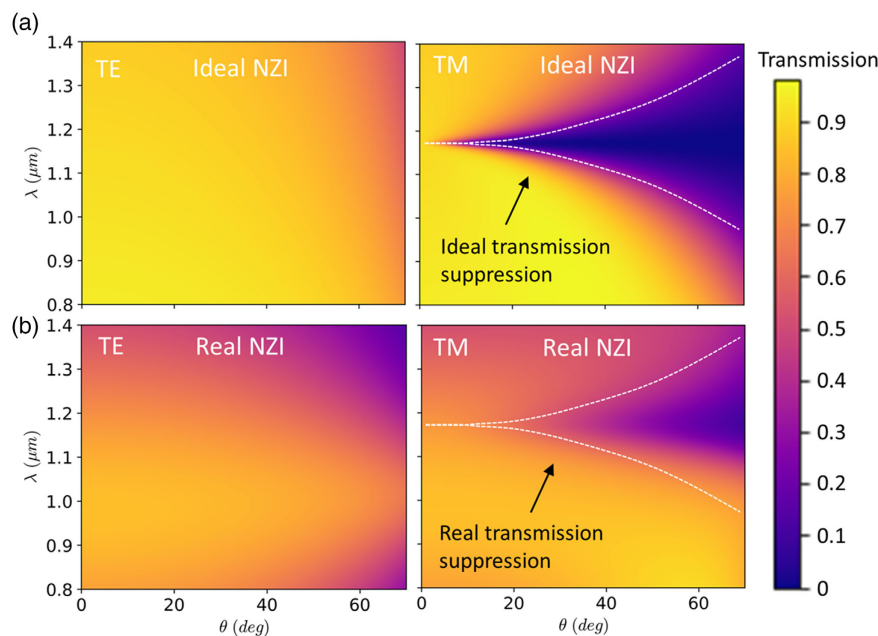 (a)
1.4
1.3
1.2
1.1
1.0
0.9
0.8
λ (μm)
TE Ideal NZI
TM Ideal NZI
Ideal transmission
suppression
Transmission
0.9
0.8
0.7
0.6
0.5
0.4
0.3
0.2
0.1
0
(b)
1.4
1.3
1.2
1.1
1.0
0.9
0.8
λ (μm)
TE Real NZI
TM Real NZI
Real transmission
suppression
0 20 40 60
θ (deg)
20 40 60
θ (deg)